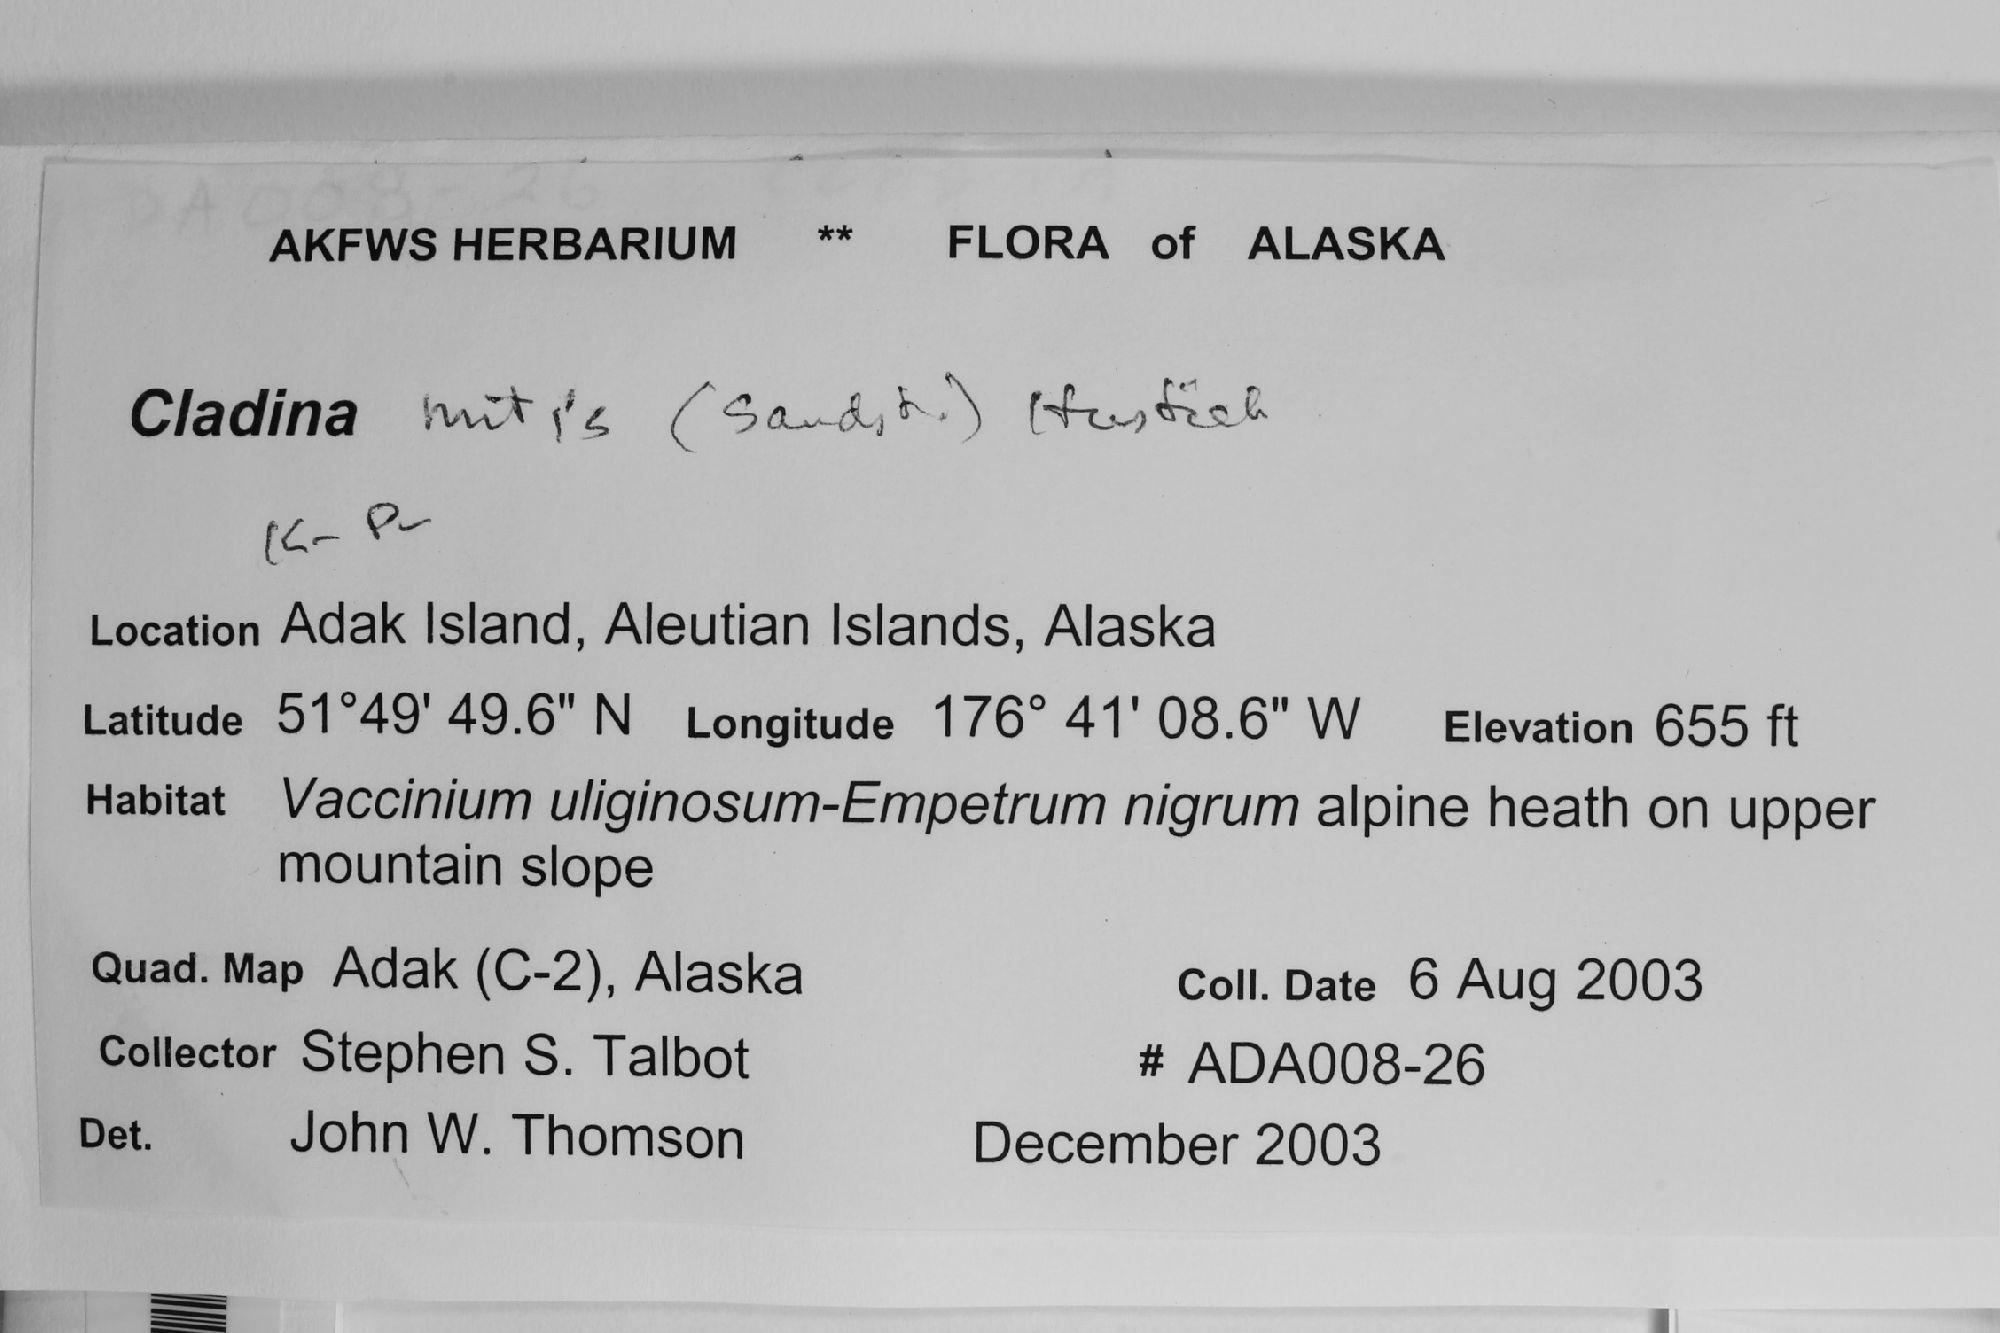 DA008-26
AKFWS HERBARIUM ** FLORA of ALASKA
Cladina mitis (Sandst.) Hustich
K- P-
Location Adak Island, Aleutian Islands, Alaska
Latitude 51°49' 49.6" N Longitude 176° 41' 08.6" W Elevation 655 ft
Habitat Vaccinium uliginosum-Empetrum nigrum alpine heath on upper
mountain slope
Quad. Map Adak (C-2), Alaska Coll. Date 6 Aug 2003
Collector Stephen S. Talbot # ADA008-26
Det. John W. Thomson December 2003